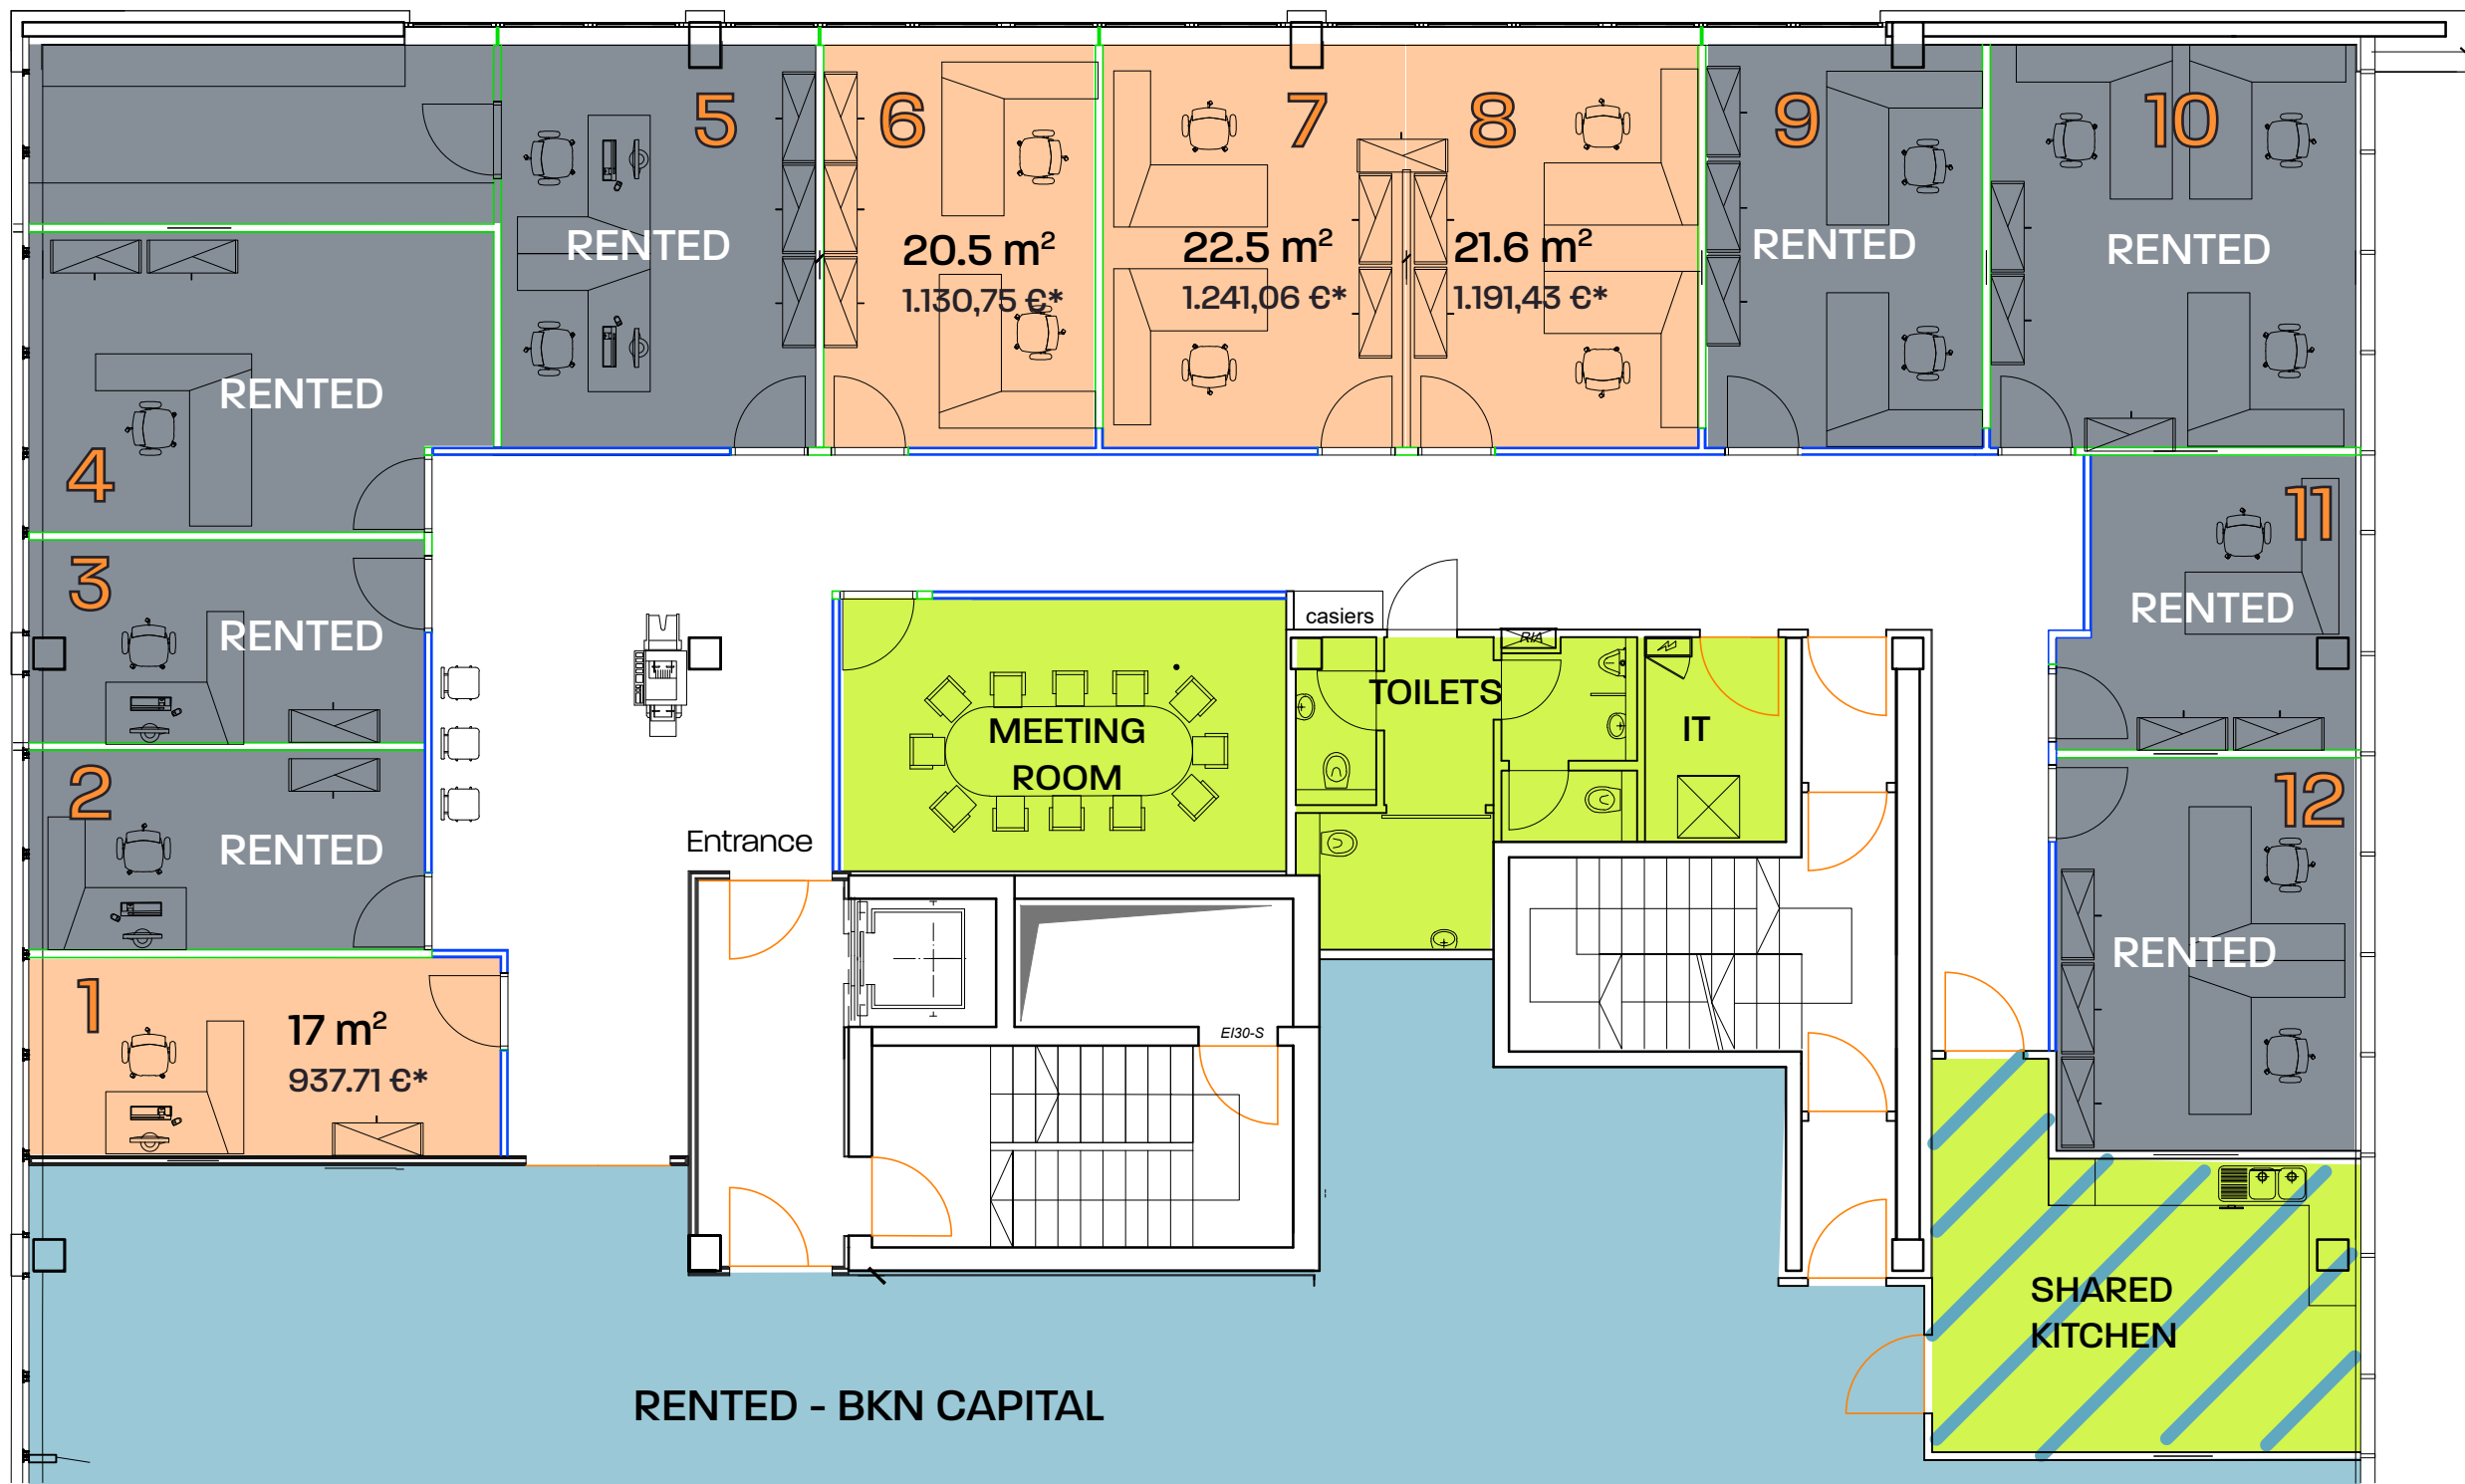 5
6
7
8
9
10
RENTED
20.5 m²
1.130,75 €*
22.5 m²
1.241,06 €*
21.6 m²
1.191,43 €*
RENTED
RENTED
RENTED
4
3
RENTED
2
RENTED
1
17 m²
937.71 €*
11
RENTED
12
RENTED
casiers
RIA
TOILETS
IT
MEETING
ROOM
Entrance
EI30-S
SHARED
KITCHEN
RENTED - BKN CAPITAL